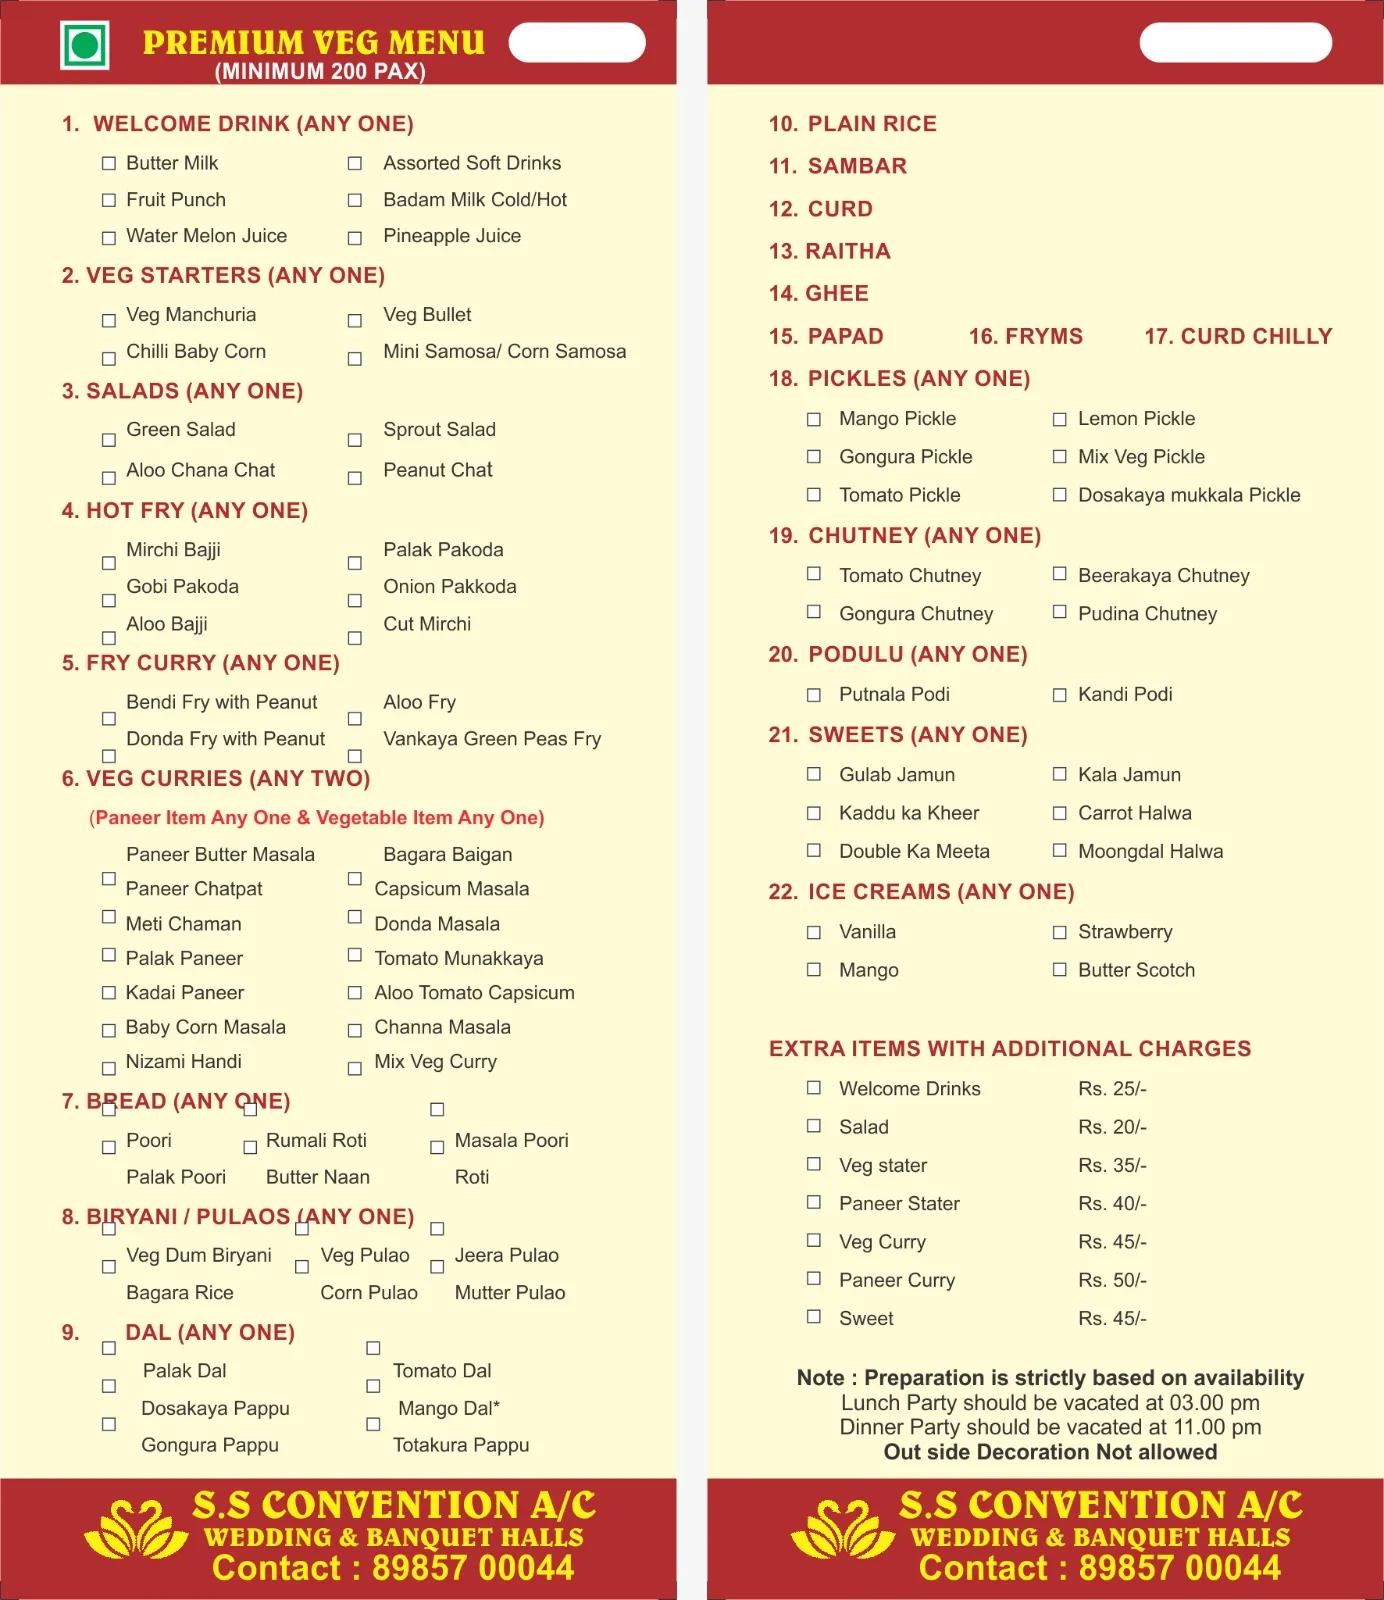 PREMIUM VEG MENU
(MINIMUM 200 PAX)
1. WELCOME DRINK (ANY ONE)
Butter Milk Assorted Soft Drinks
Fruit Punch Badam Milk Cold/Hot
Water Melon Juice Pineapple Juice
2. VEG STARTERS (ANY ONE)
Veg Manchuria Veg Bullet
Chilli Baby Corn Mini Samosa/ Corn Samosa
3. SALADS (ANY ONE)
Green Salad Sprout Salad
Aloo Chana Chat Peanut Chat
4. HOT FRY (ANY ONE)
Mirchi Bajji Palak Pakoda
Gobi Pakoda Onion Pakkoda
Aloo Bajji Cut Mirchi
5. FRY CURRY (ANY ONE)
Bendi Fry with Peanut Aloo Fry
Donda Fry with Peanut Vankaya Green Peas Fry
6. VEG CURRIES (ANY TWO)
(Paneer Item Any One & Vegetable Item Any One)
Paneer Butter Masala Bagara Baigan
Paneer Chatpat Capsicum Masala
Meti Chaman Donda Masala
Palak Paneer Tomato Munakkaya
Kadai Paneer Aloo Tomato Capsicum
Baby Corn Masala Channa Masala
Nizami Handi Mix Veg Curry
7. BREAD (ANY ONE)
Poori Rumali Roti Masala Poori
Palak Poori Butter Naan Roti
8. BIRYANI / PULAOS (ANY ONE)
Veg Dum Biryani Veg Pulao Jeera Pulao
Bagara Rice Corn Pulao Mutter Pulao
9. DAL (ANY ONE)
Palak Dal Tomato Dal
Dosakaya Pappu Mango Dal*
Gongura Pappu Totakura Pappu
S.S CONVENTION A/C
WEDDING & BANQUET HALLS
Contact : 89857 00044
10. PLAIN RICE
11. SAMBAR
12. CURD
13. RAITHA
14. GHEE
15. PAPAD 16. FRYMS 17. CURD CHILLY
18. PICKLES (ANY ONE)
Mango Pickle Lemon Pickle
Gongura Pickle Mix Veg Pickle
Tomato Pickle Dosakaya mukkala Pickle
19. CHUTNEY (ANY ONE)
Tomato Chutney Beerakaya Chutney
Gongura Chutney Pudina Chutney
20. PODULU (ANY ONE)
Putnala Podi Kandi Podi
21. SWEETS (ANY ONE)
Gulab Jamun Kala Jamun
Kaddu ka Kheer Carrot Halwa
Double Ka Meeta Moongdal Halwa
22. ICE CREAMS (ANY ONE)
Vanilla Strawberry
Mango Butter Scotch
EXTRA ITEMS WITH ADDITIONAL CHARGES
Welcome Drinks Rs. 25/-
Salad Rs. 20/-
Veg stater Rs. 35/-
Paneer Stater Rs. 40/-
Veg Curry Rs. 45/-
Paneer Curry Rs. 50/-
Sweet Rs. 45/-
Note : Preparation is strictly based on availability
Lunch Party should be vacated at 03.00 pm
Dinner Party should be vacated at 11.00 pm
Out side Decoration Not allowed
S.S CONVENTION A/C
WEDDING & BANQUET HALLS
Contact : 89857 00044